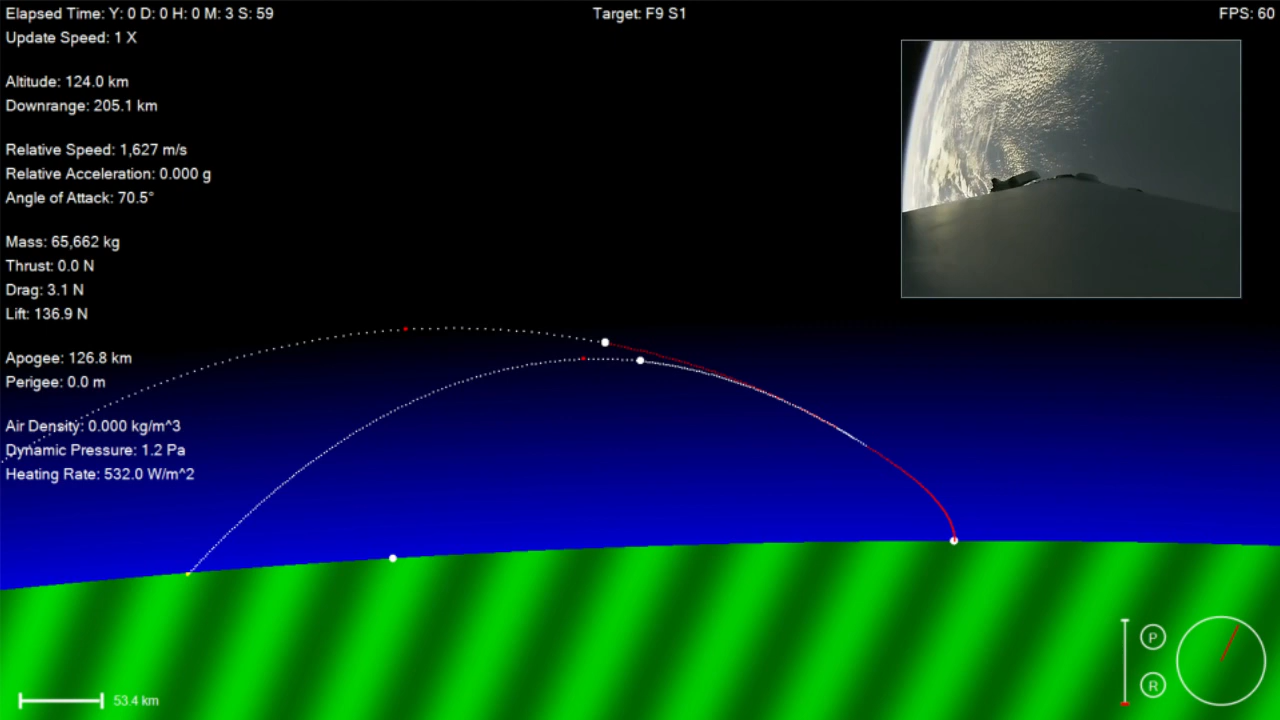 Elapsed Time: Y: 0 D: 0 H: 0 M: 3 S: 59
Target: F9 S1
FPS: 60
Update Speed: 1 X
Altitude: 124.0 km
Downrange: 205.1 km
Relative Speed: 1,627 m/s
Relative Acceleration: 0.000 g
Angle of Attack: 70.5°
Mass: 65,662 kg
Thrust: 0.0 N
Drag: 3.1 N
Lift: 136.9 N
Apogee: 126.8 km
Perigee: 0.0 m
Air Density: 0.000 kg/m^3
Dynamic Pressure: 1.2 Pa
Heating Rate: 532.0 W/m^2
P
R
53.4 km